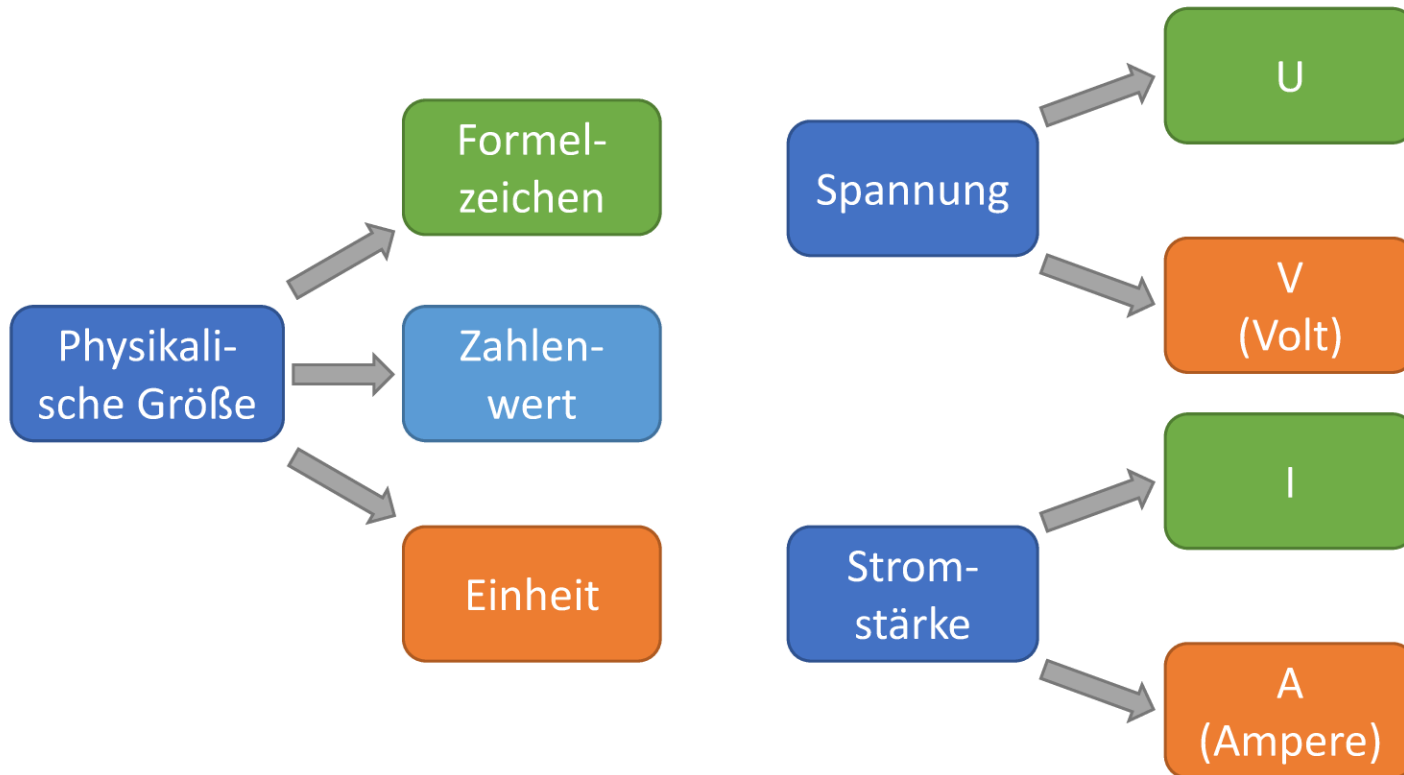 Physikali-
sche Größe
Formel-
zeichen
Zahlen-
wert
Einheit
Spannung
U
V
(Volt)
Strom-
stärke
I
A
(Ampere)